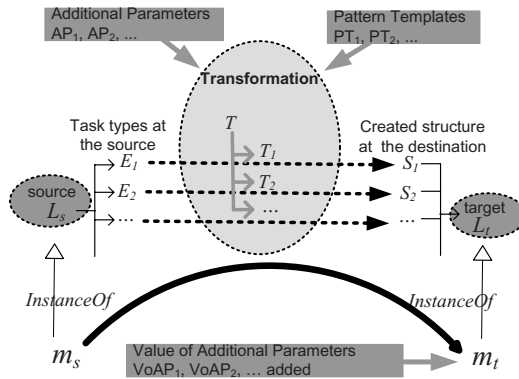 Additional Parameters
AP₁, AP₂, ...
Pattern Templates
PT₁, PT₂, ...
Transformation
Task types at
the source
Created structure
at the destination
T
E₁
T₁
S₁
E₂
T₂
S₂
...
...
...
source
Lₛ
target
Lₜ
InstanceOf
InstanceOf
mₛ
Value of Additional Parameters
VoAP₁, VoAP₂, ... added
mₜ